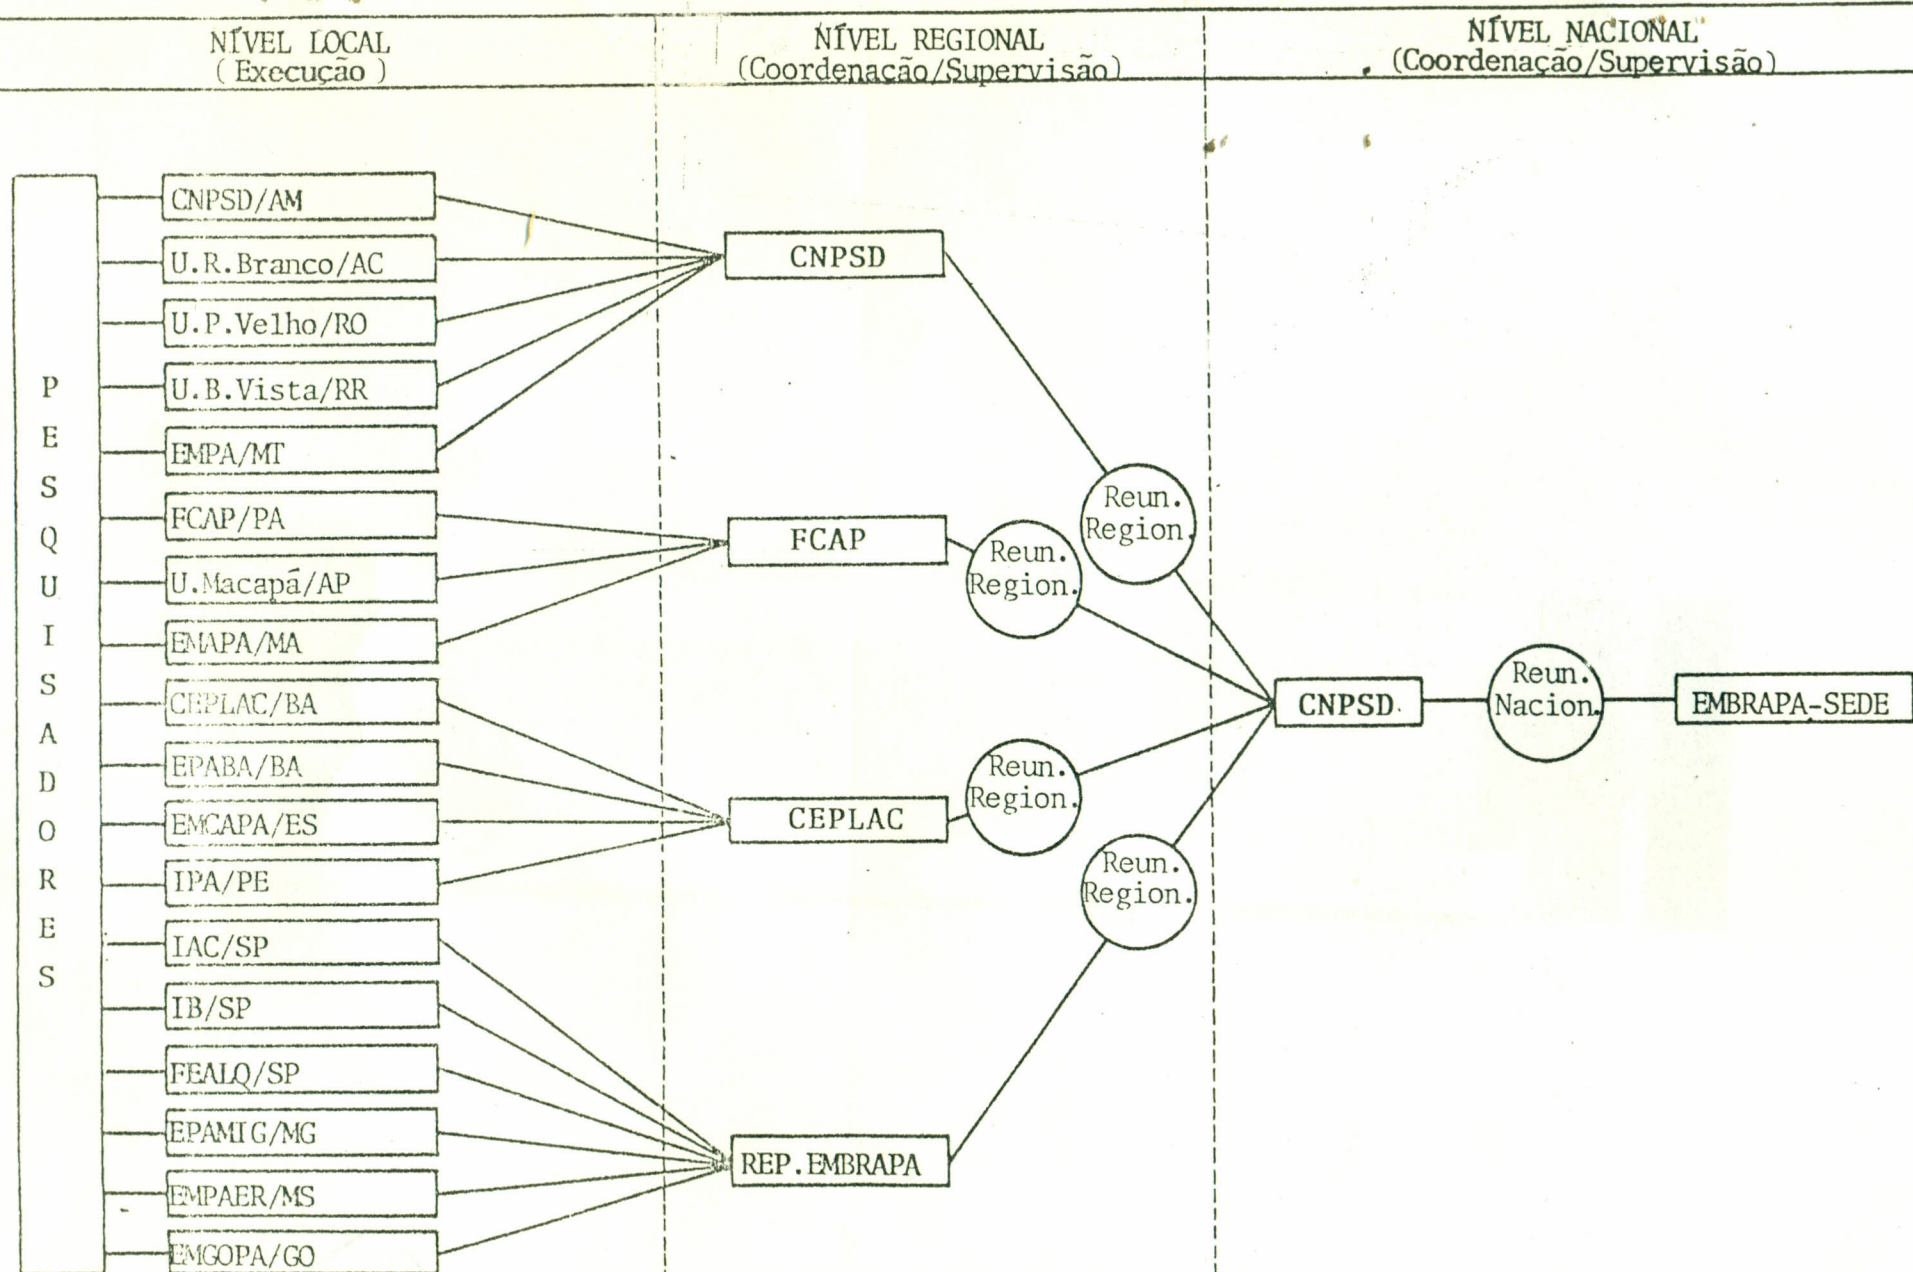 NÍVEL LOCAL
(Execução)
NÍVEL REGIONAL
(Coordenação/Supervisão)
NÍVEL NACIONAL
(Coordenação/Supervisão)
PESQUISADORES
CNPSD/AM
U.R.Branco/AC
U.P.Velho/RO
U.B.Vista/RR
EMPA/MT
FCAP/PA
U.Macapá/AP
EMAPA/MA
CEPLAC/BA
EPABA/BA
EMCAPA/ES
IPA/PE
IAC/SP
IB/SP
FEALQ/SP
EPAMIG/MG
EMPAER/MS
EMGOPA/GO
CNPSD
FCAP
CEPLAC
REP.EMBRAPA
Reun.
Region.
Reun.
Region.
Reun.
Region.
Reun.
Region.
CNPSD
Reun.
Nacion.
EMBRAPA-SEDE